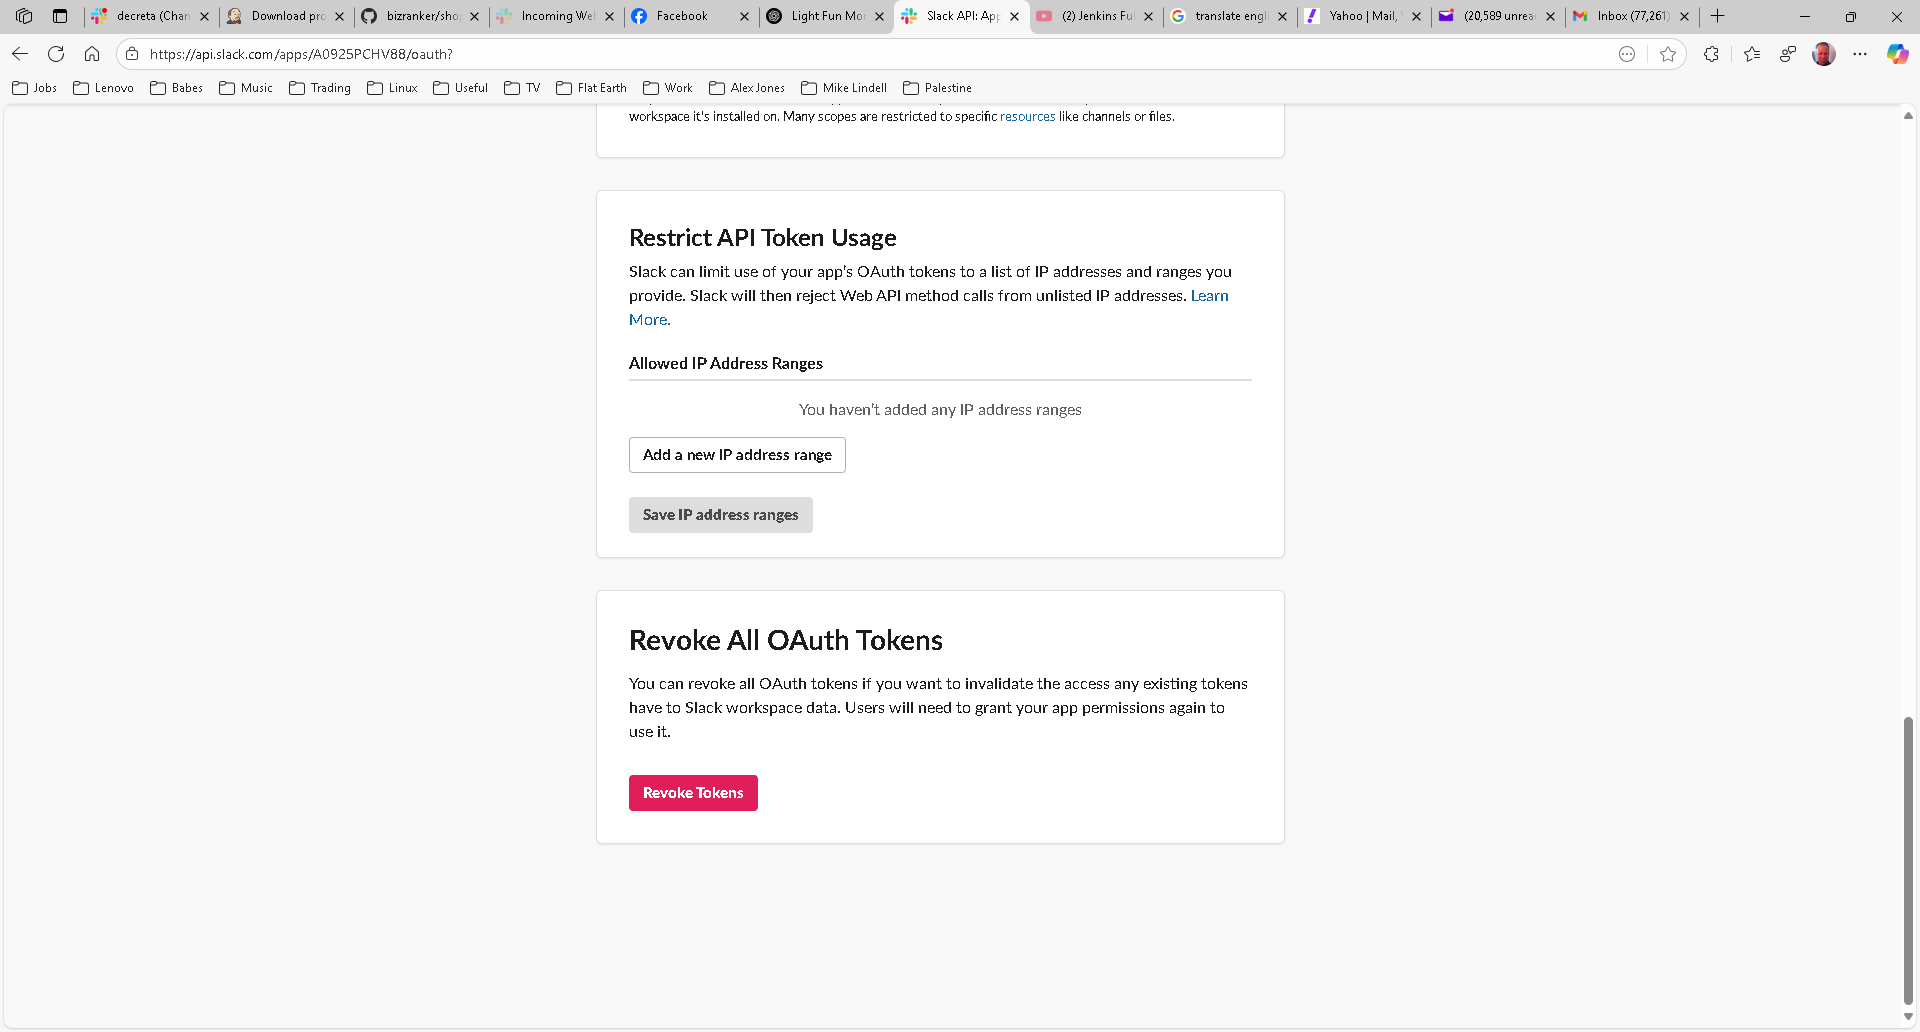 decreta (Chan
Download pro
bizranker/shop
Incoming Web
Facebook
Light Fun Mor
Slack API: App
(2) Jenkins Ful
translate engli
Yahoo | Mail,
(20,589 unrea
Inbox (77,261)
https://api.slack.com/apps/A0925PCHV88/oauth?
Jobs
Lenovo
Babes
Music
Trading
Linux
Useful
TV
Flat Earth
Work
Alex Jones
Mike Lindell
Palestine
workspace it's installed on. Many scopes are restricted to specific resources like channels or files.
Restrict API Token Usage
Slack can limit use of your app's OAuth tokens to a list of IP addresses and ranges you
provide. Slack will then reject Web API method calls from unlisted IP addresses. Learn
More.
Allowed IP Address Ranges
You haven't added any IP address ranges
Add a new IP address range
Save IP address ranges
Revoke All OAuth Tokens
You can revoke all OAuth tokens if you want to invalidate the access any existing tokens
have to Slack workspace data. Users will need to grant your app permissions again to
use it.
Revoke Tokens